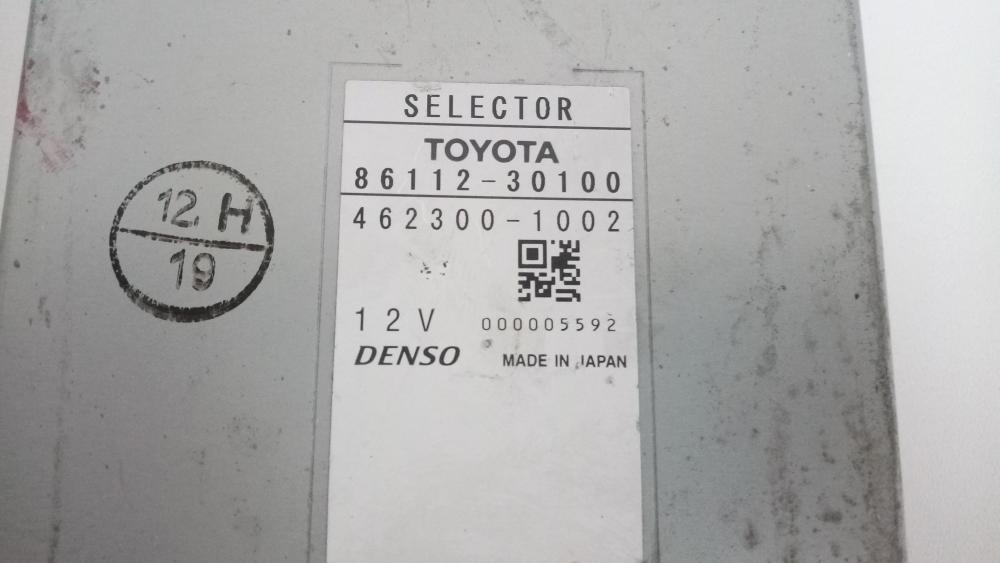 SELECTOR
TOYOTA
86112-30100
462300-1002
12V 000005592
DENSO MADE IN JAPAN
12 H
19